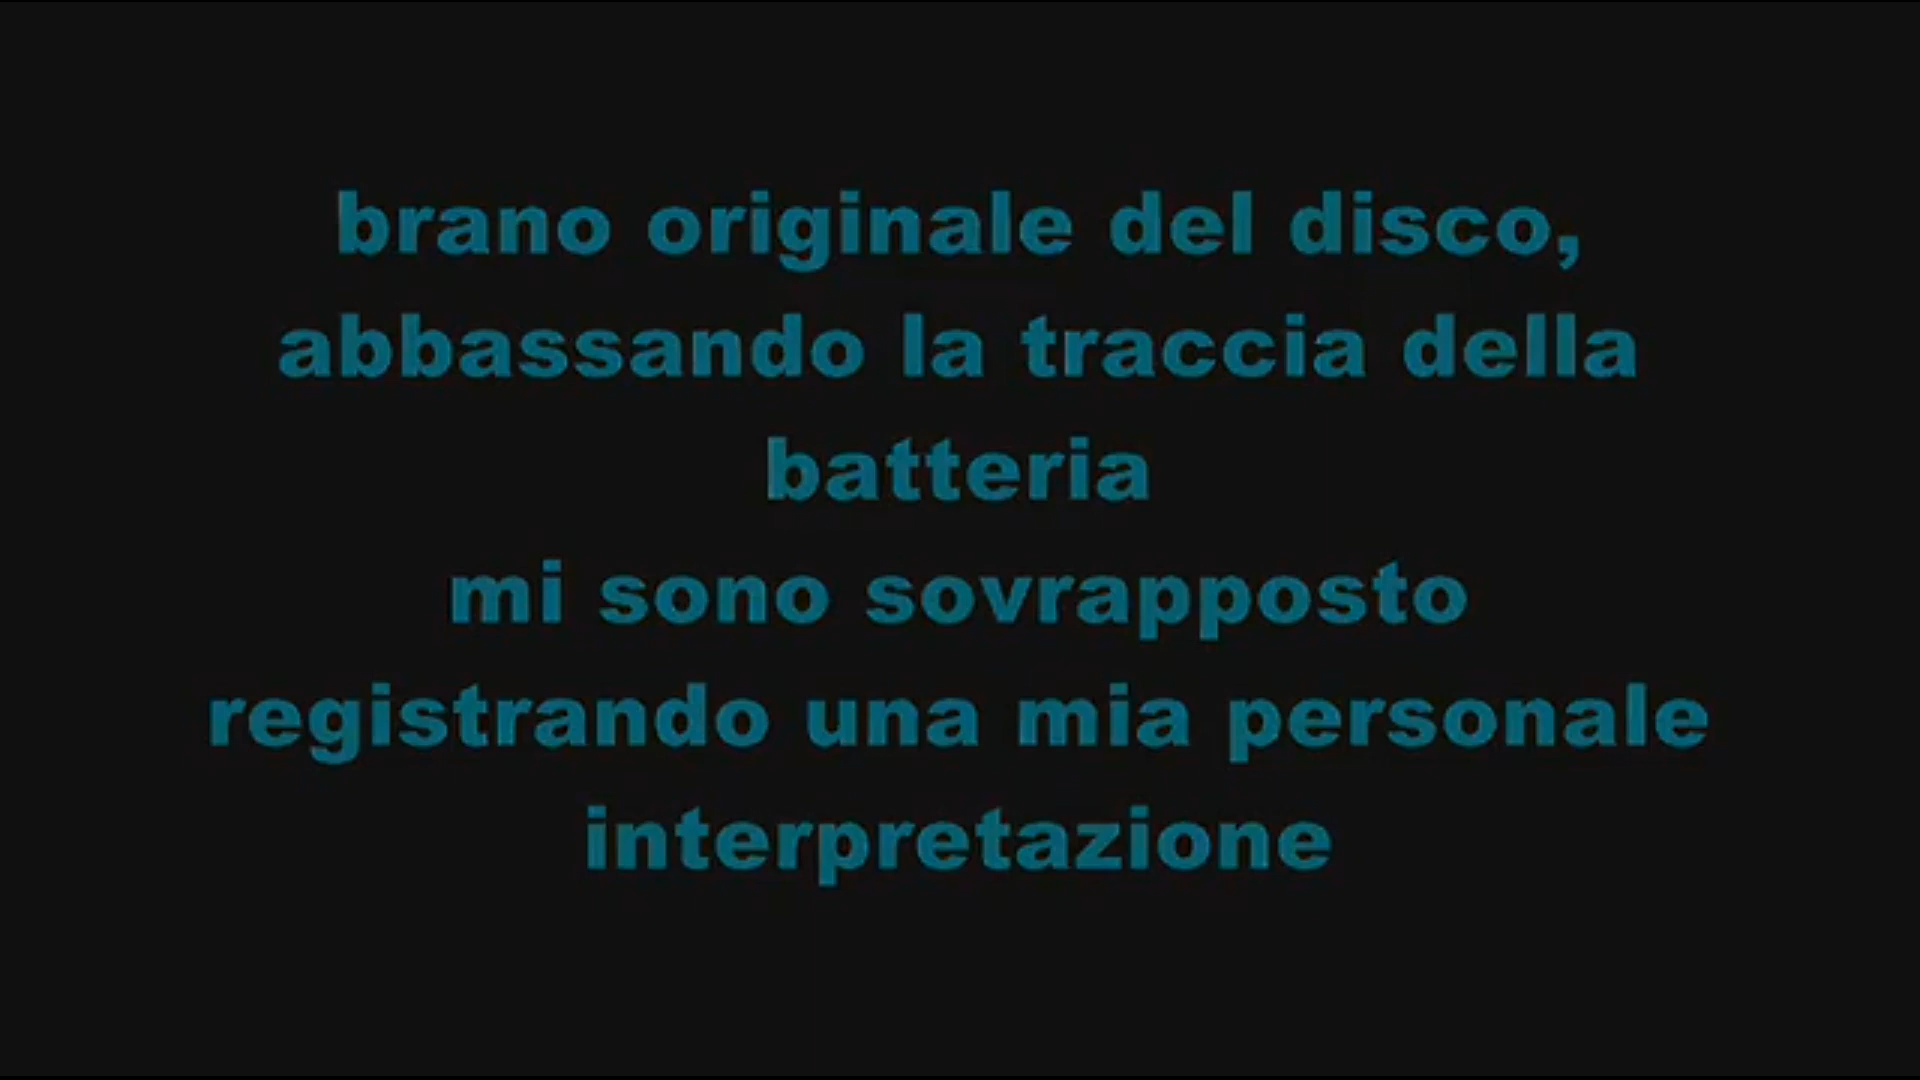 brano originale del disco,
abbassando la traccia della
batteria
mi sono sovrapposto
registrando una mia personale
interpretazione